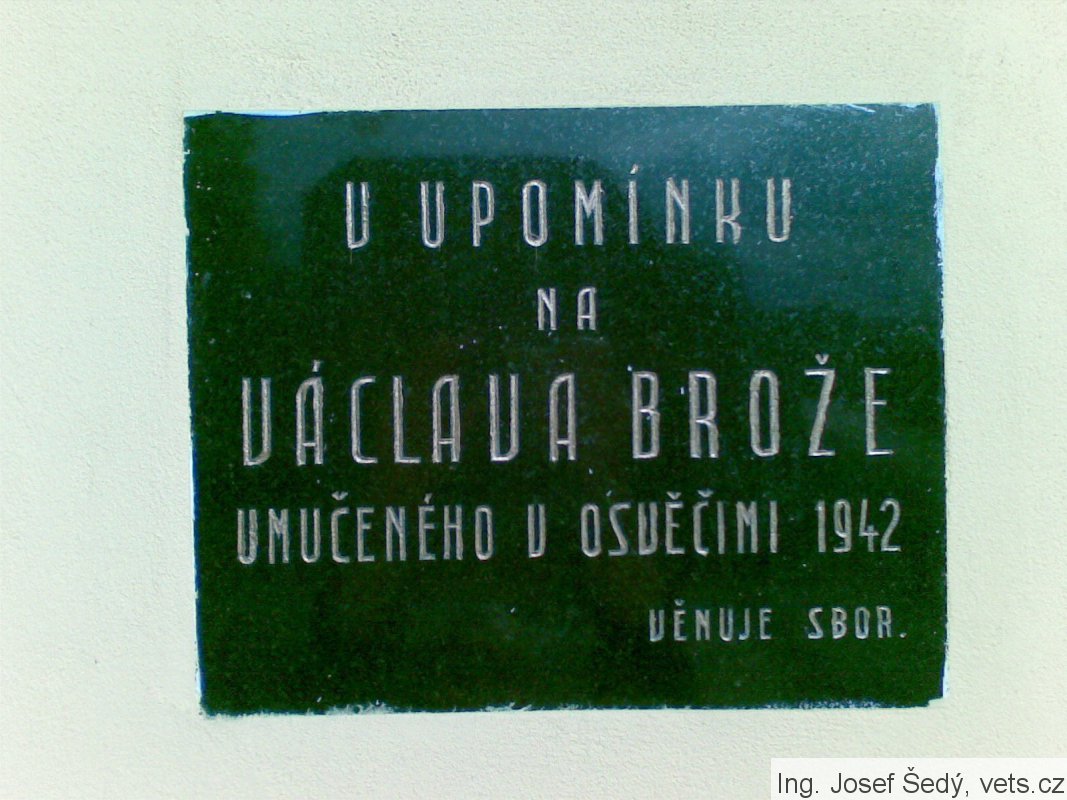 V UPOMÍNKU
NA
VÁCLAVA BROŽE
UMUČENÉHO V OSVĚČIMI 1942
VĚNUJE SBOR.
Ing. Josef Šedý, vets.cz